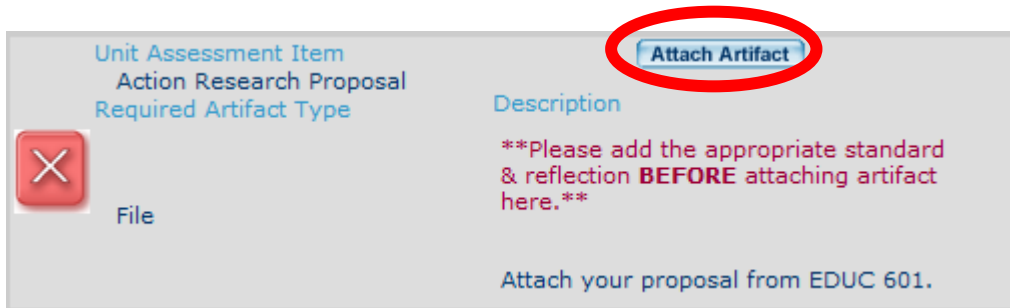 Unit Assessment Item
Attach Artifact
Action Research Proposal
Required Artifact Type
Description
**Please add the appropriate standard
& reflection BEFORE attaching artifact
here.**
File
Attach your proposal from EDUC 601.